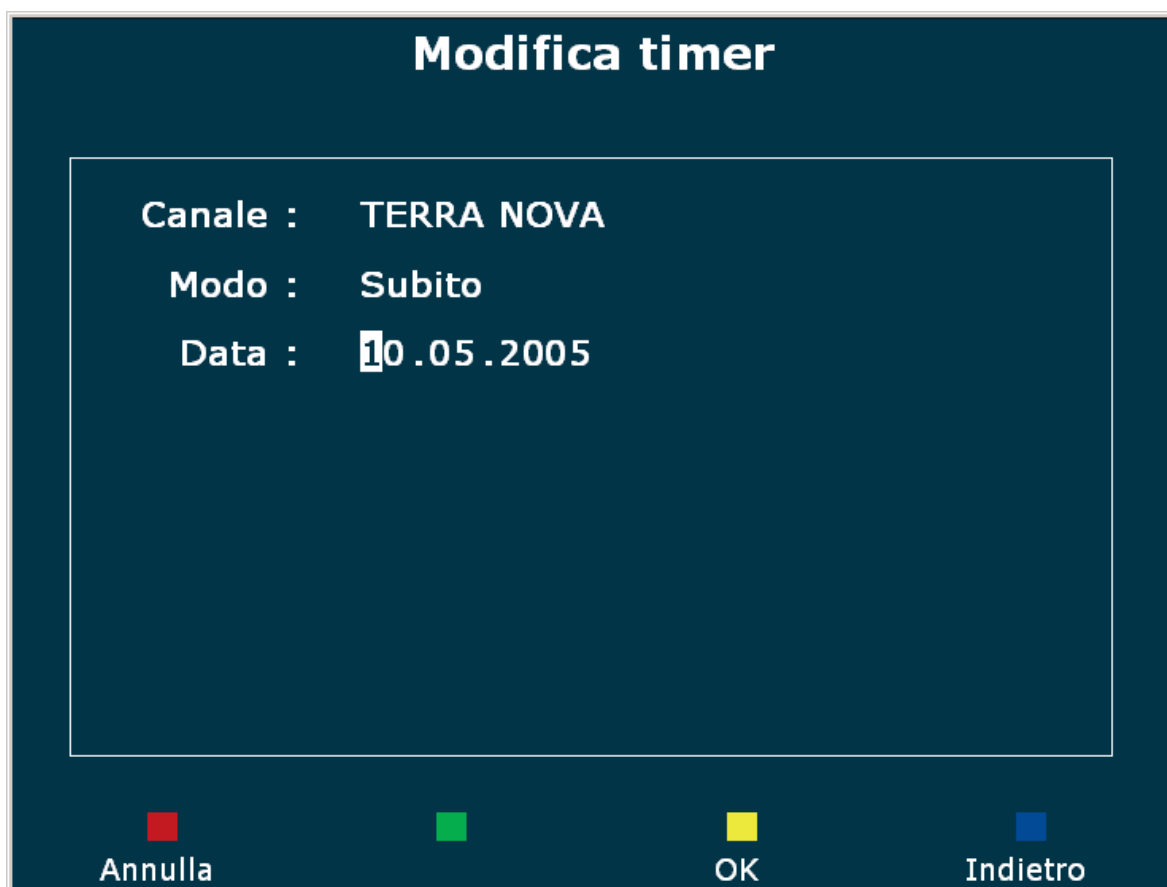 Modifica timer
Canale : TERRA NOVA
Modo : Subito
Data : 10.05.2005
Annulla OK Indietro